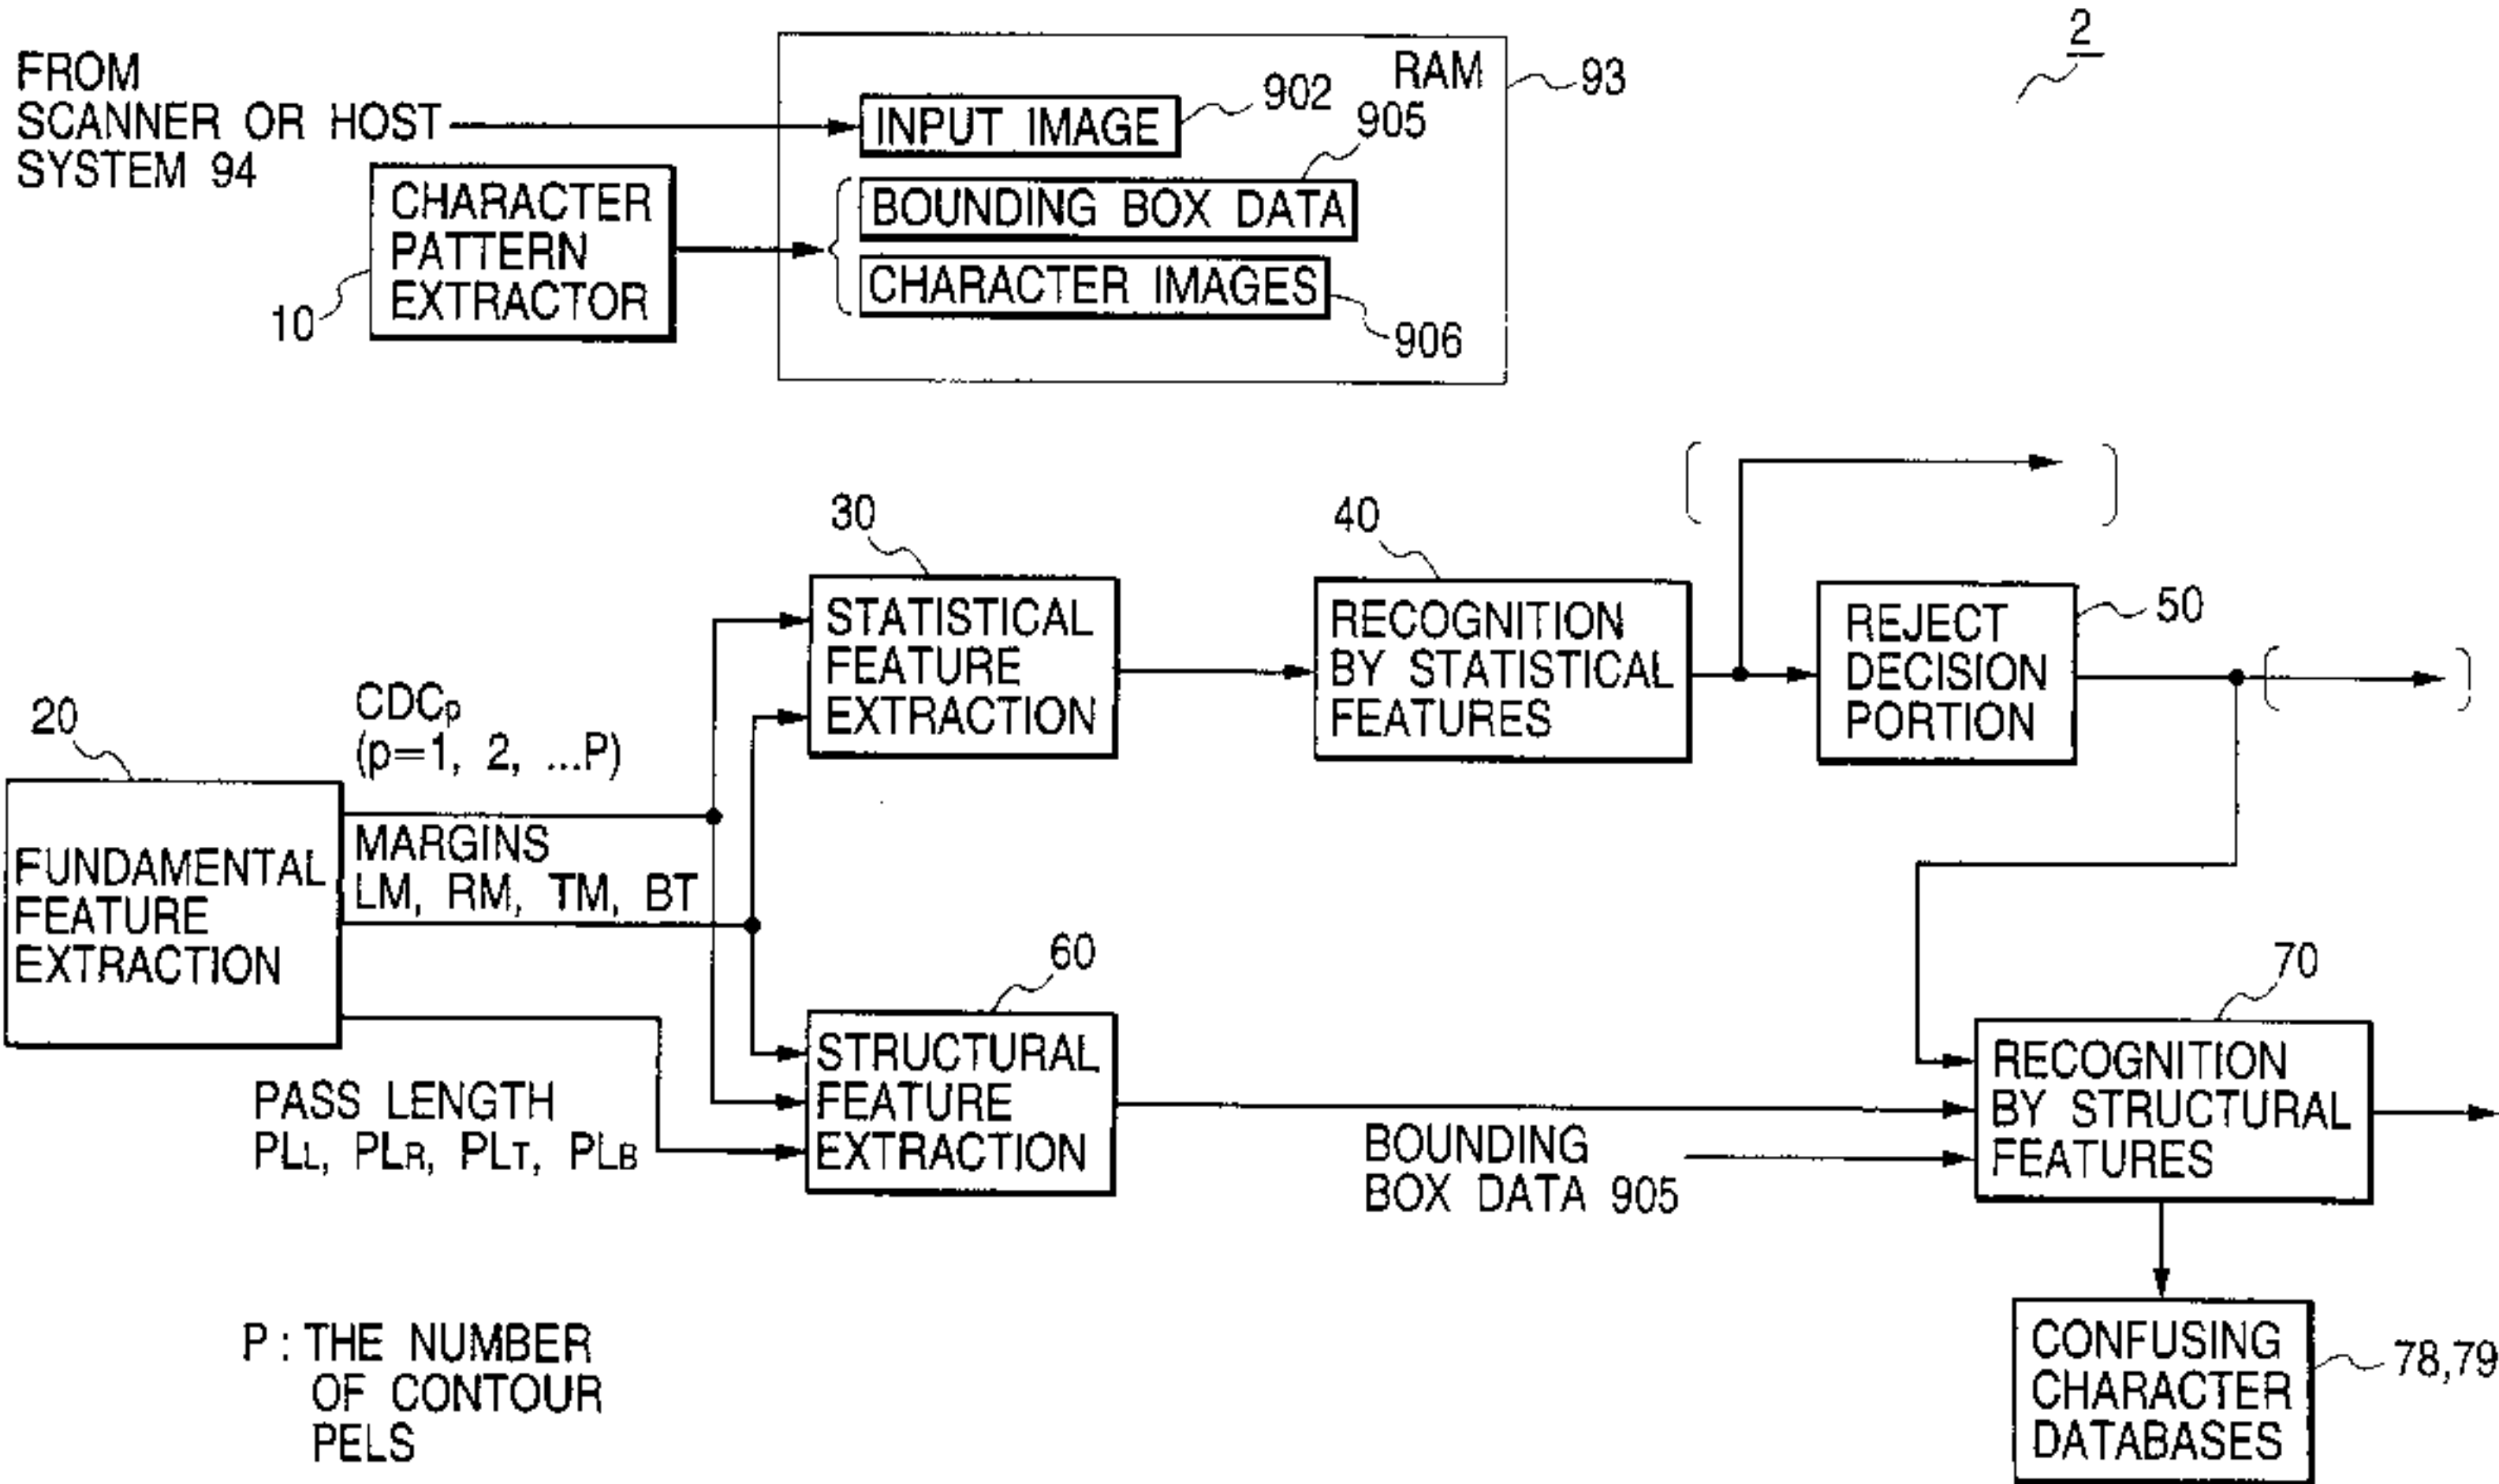 2
FROM
SCANNER OR HOST
SYSTEM 94
RAM
93
INPUT IMAGE
902
905
CHARACTER
PATTERN
EXTRACTOR
10
BOUNDING BOX DATA
CHARACTER IMAGES
906
30
STATISTICAL
FEATURE
EXTRACTION
40
RECOGNITION
BY STATISTICAL
FEATURES
REJECT
DECISION
PORTION
50
20
FUNDAMENTAL
FEATURE
EXTRACTION
CDCp
(p=1, 2, ...P)
MARGINS
LM, RM, TM, BT
PASS LENGTH
PLL, PLR, PLT, PLB
60
STRUCTURAL
FEATURE
EXTRACTION
BOUNDING
BOX DATA 905
70
RECOGNITION
BY STRUCTURAL
FEATURES
CONFUSING
CHARACTER
DATABASES
78,79
P : THE NUMBER
OF CONTOUR
PELS